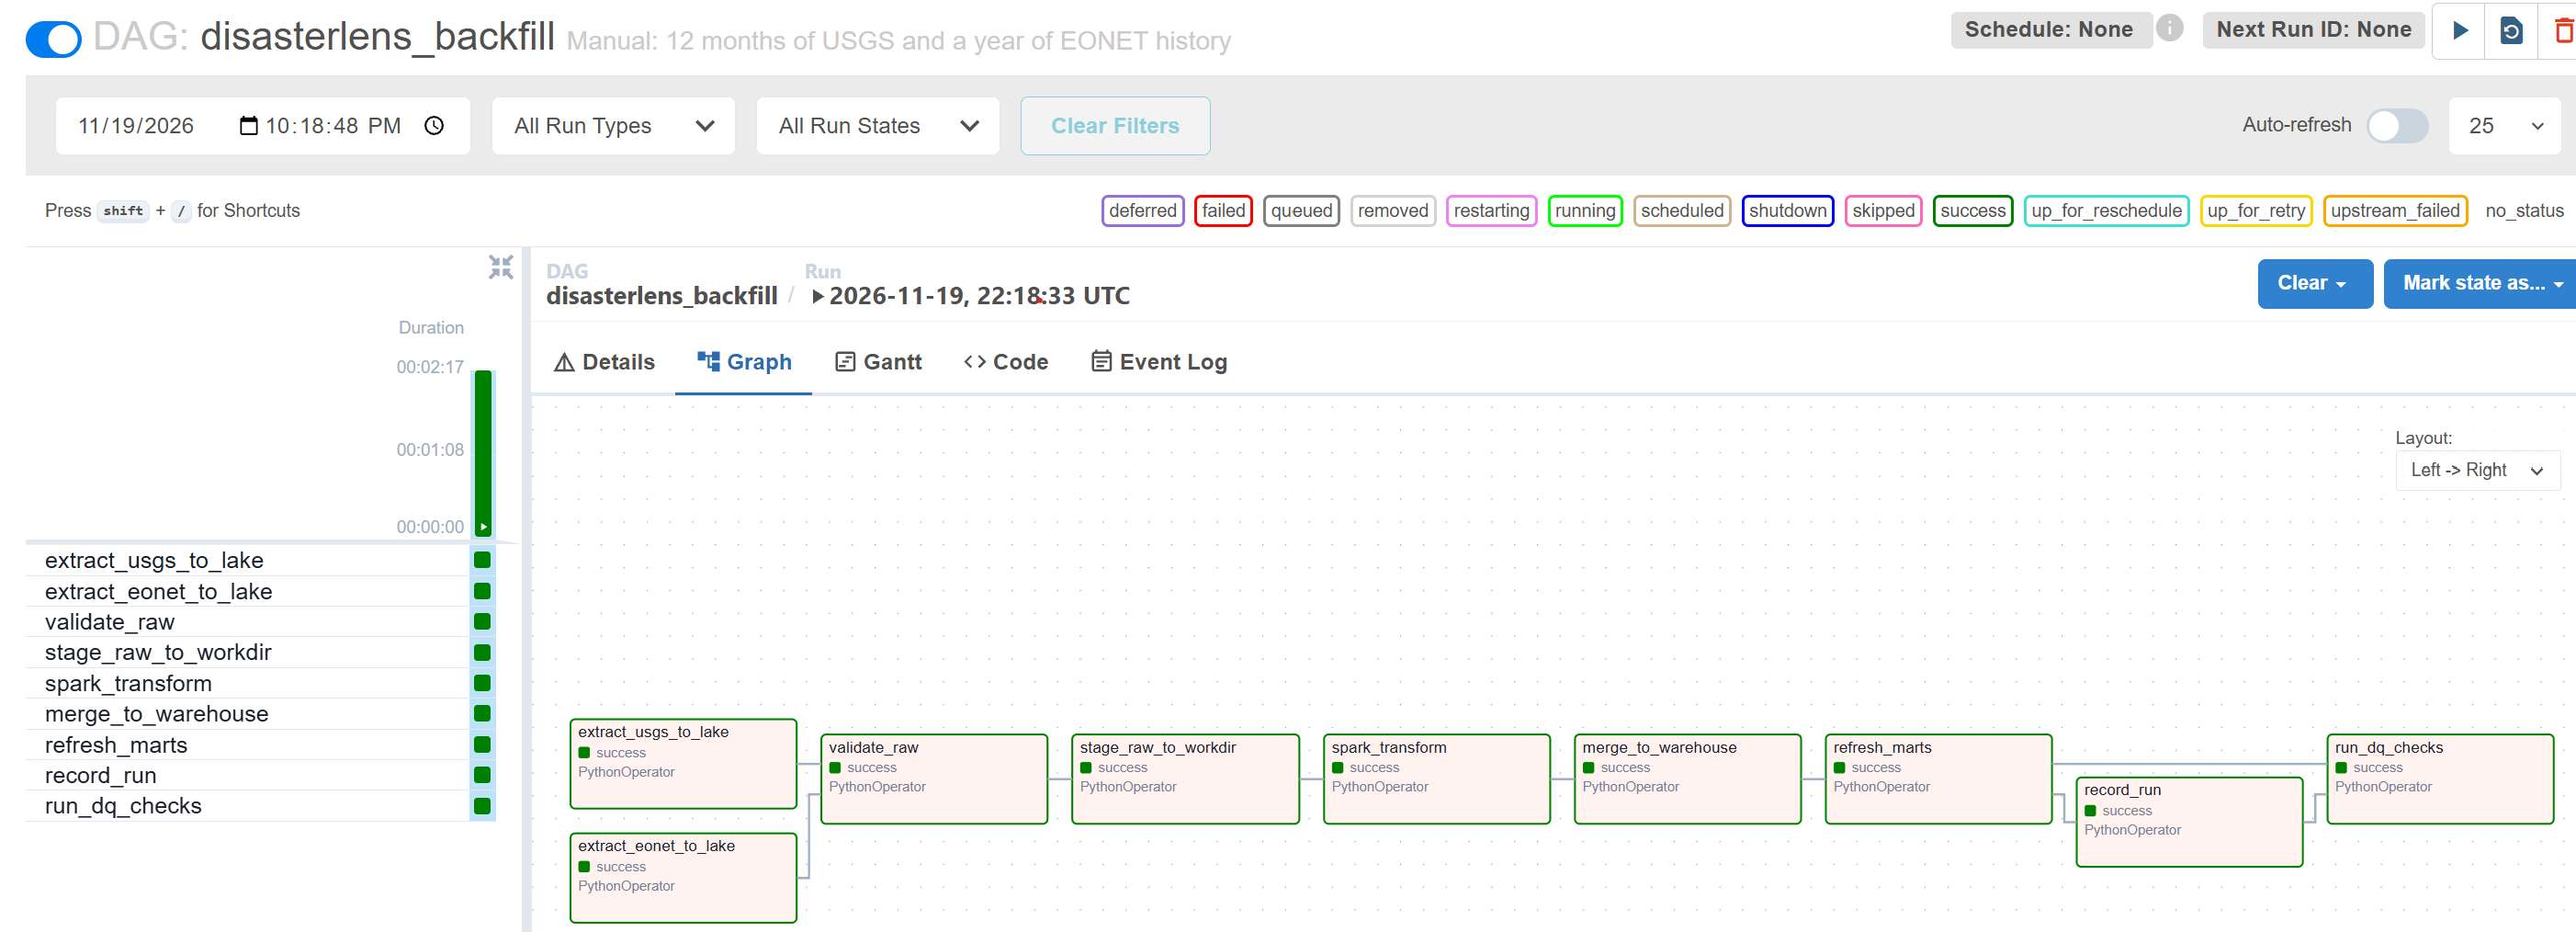 DAG: disasterlens_backfill Manual: 12 months of USGS and a year of EONET history
Schedule: None
Next Run ID: None
11/19/2026 10:18:48 PM
All Run Types
All Run States
Clear Filters
Auto-refresh
25
Press shift + / for Shortcuts
deferred failed queued removed restarting running scheduled shutdown skipped success up_for_reschedule up_for_retry upstream_failed no_status
Duration
00:02:17
00:01:08
00:00:00
extract_usgs_to_lake
extract_eonet_to_lake
validate_raw
stage_raw_to_workdir
spark_transform
merge_to_warehouse
refresh_marts
record_run
run_dq_checks
DAG
disasterlens_backfill /
Run
2026-11-19, 22:18:33 UTC
Clear
Mark state as...
Details
Graph
Gantt
Code
Event Log
Layout:
Left -> Right
extract_usgs_to_lake
success
PythonOperator
extract_eonet_to_lake
success
PythonOperator
validate_raw
success
PythonOperator
stage_raw_to_workdir
success
PythonOperator
spark_transform
success
PythonOperator
merge_to_warehouse
success
PythonOperator
refresh_marts
success
PythonOperator
record_run
success
PythonOperator
run_dq_checks
success
PythonOperator